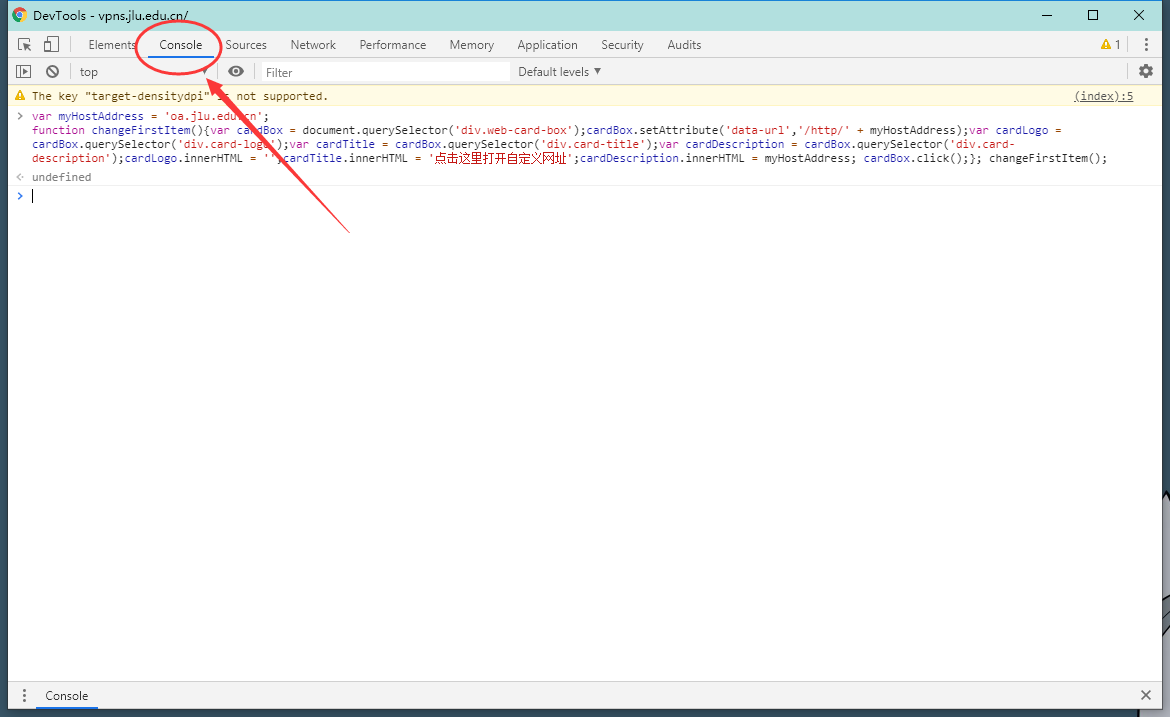 DevTools - vpns.jlu.edu.cn/
Elements Console Sources Network Performance Memory Application Security Audits 1
top Filter Default levels
The key "target-densitydpi" is not supported. (index):5
var myHostAddress = 'oa.jlu.edu.cn';
function changeFirstItem(){var cardBox = document.querySelector('div.web-card-box');cardBox.setAttribute('data-url','/http/' + myHostAddress);var cardLogo =
cardBox.querySelector('div.card-logo');var cardTitle = cardBox.querySelector('div.card-title');var cardDescription = cardBox.querySelector('div.card-
description');cardLogo.innerHTML = '';cardTitle.innerHTML = '点击这里打开自定义网址';cardDescription.innerHTML = myHostAddress; cardBox.click();}; changeFirstItem();
undefined
Console